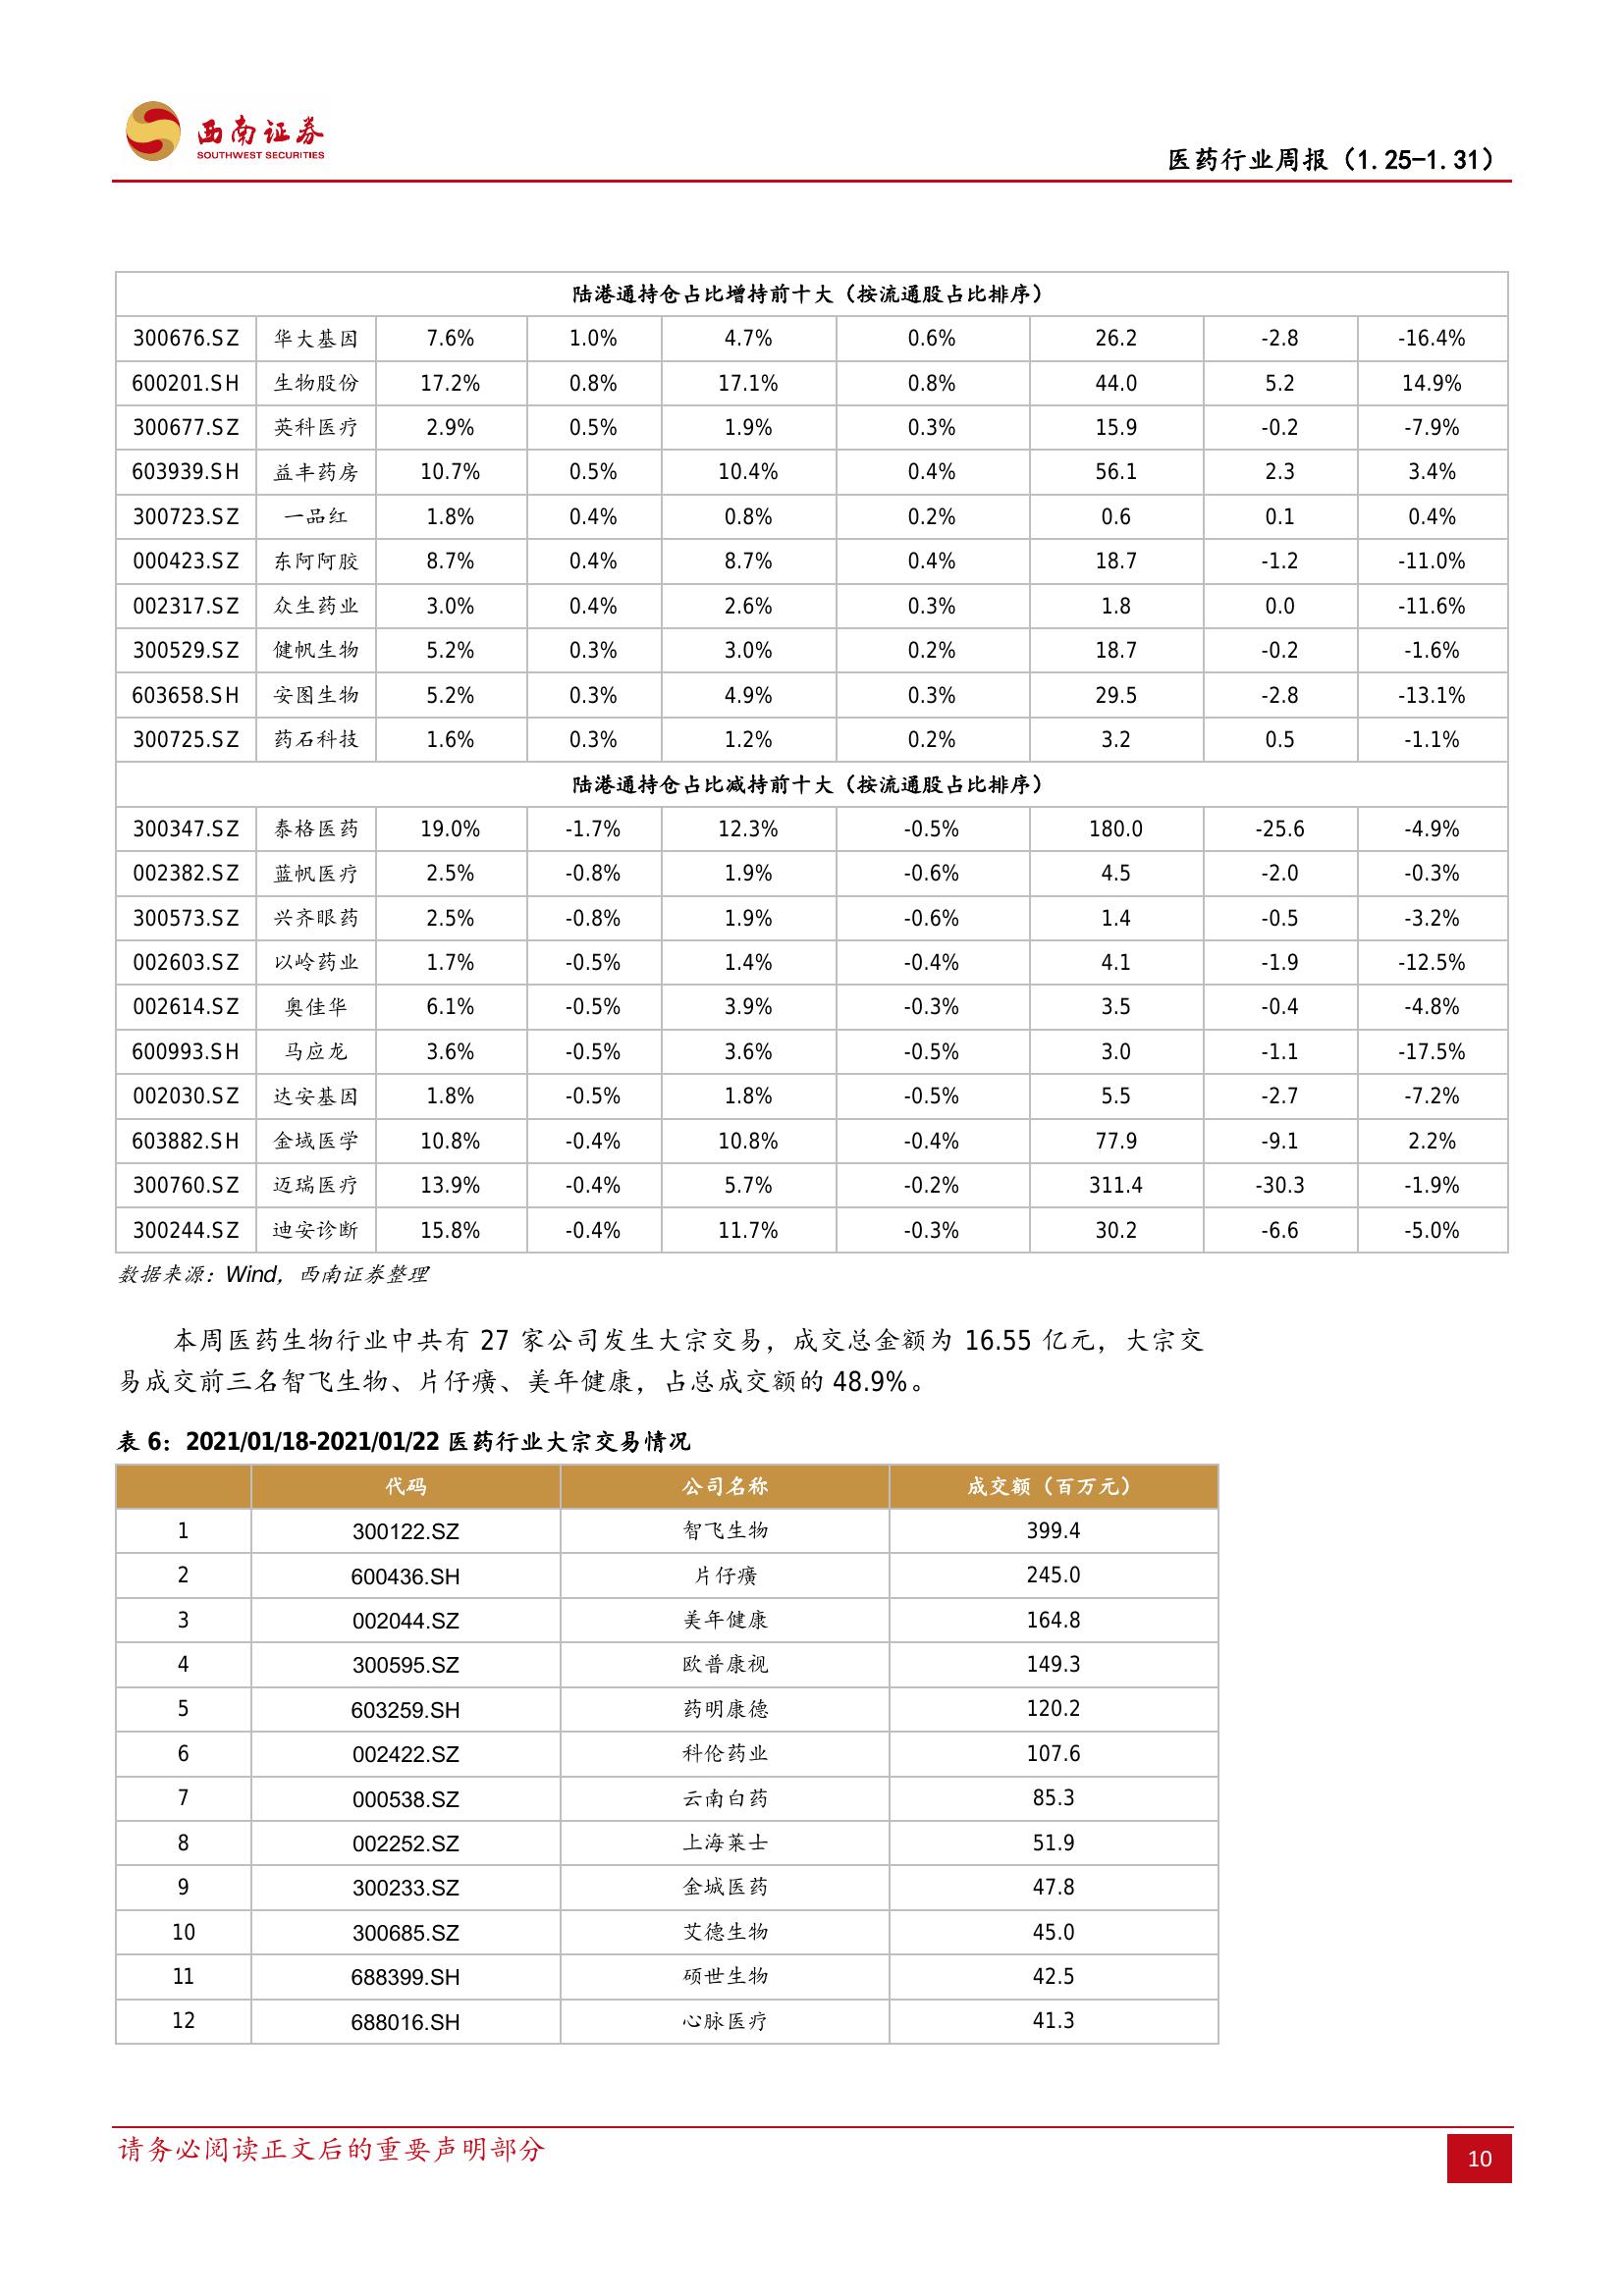 西南证券
SOUTHWEST SECURITIES
医药行业周报（1.25-1.31）
陆港通持仓占比增持前十大（按流通股占比排序）
300676.SZ 华大基因 7.6% 1.0% 4.7% 0.6% 26.2 -2.8 -16.4%
600201.SH 生物股份 17.2% 0.8% 17.1% 0.8% 44.0 5.2 14.9%
300677.SZ 英科医疗 2.9% 0.5% 1.9% 0.3% 15.9 -0.2 -7.9%
603939.SH 益丰药房 10.7% 0.5% 10.4% 0.4% 56.1 2.3 3.4%
300723.SZ 一品红 1.8% 0.4% 0.8% 0.2% 0.6 0.1 0.4%
000423.SZ 东阿阿胶 8.7% 0.4% 8.7% 0.4% 18.7 -1.2 -11.0%
002317.SZ 众生药业 3.0% 0.4% 2.6% 0.3% 1.8 0.0 -11.6%
300529.SZ 健帆生物 5.2% 0.3% 3.0% 0.2% 18.7 -0.2 -1.6%
603658.SH 安图生物 5.2% 0.3% 4.9% 0.3% 29.5 -2.8 -13.1%
300725.SZ 药石科技 1.6% 0.3% 1.2% 0.2% 3.2 0.5 -1.1%
陆港通持仓占比减持前十大（按流通股占比排序）
300347.SZ 泰格医药 19.0% -1.7% 12.3% -0.5% 180.0 -25.6 -4.9%
002382.SZ 蓝帆医疗 2.5% -0.8% 1.9% -0.6% 4.5 -2.0 -0.3%
300573.SZ 兴齐眼药 2.5% -0.8% 1.9% -0.6% 1.4 -0.5 -3.2%
002603.SZ 以岭药业 1.7% -0.5% 1.4% -0.4% 4.1 -1.9 -12.5%
002614.SZ 奥佳华 6.1% -0.5% 3.9% -0.3% 3.5 -0.4 -4.8%
600993.SH 马应龙 3.6% -0.5% 3.6% -0.5% 3.0 -1.1 -17.5%
002030.SZ 达安基因 1.8% -0.5% 1.8% -0.5% 5.5 -2.7 -7.2%
603882.SH 金域医学 10.8% -0.4% 10.8% -0.4% 77.9 -9.1 2.2%
300760.SZ 迈瑞医疗 13.9% -0.4% 5.7% -0.2% 311.4 -30.3 -1.9%
300244.SZ 迪安诊断 15.8% -0.4% 11.7% -0.3% 30.2 -6.6 -5.0%
数据来源：Wind，西南证券整理
本周医药生物行业中共有 27 家公司发生大宗交易，成交总金额为 16.55 亿元，大宗交
易成交前三名智飞生物、片仔癀、美年健康，占总成交额的 48.9%。
表 6：2021/01/18-2021/01/22 医药行业大宗交易情况
代码 公司名称 成交额（百万元）
1 300122.SZ 智飞生物 399.4
2 600436.SH 片仔癀 245.0
3 002044.SZ 美年健康 164.8
4 300595.SZ 欧普康视 149.3
5 603259.SH 药明康德 120.2
6 002422.SZ 科伦药业 107.6
7 000538.SZ 云南白药 85.3
8 002252.SZ 上海莱士 51.9
9 300233.SZ 金城医药 47.8
10 300685.SZ 艾德生物 45.0
11 688399.SH 硕世生物 42.5
12 688016.SH 心脉医疗 41.3
请务必阅读正文后的重要声明部分
10